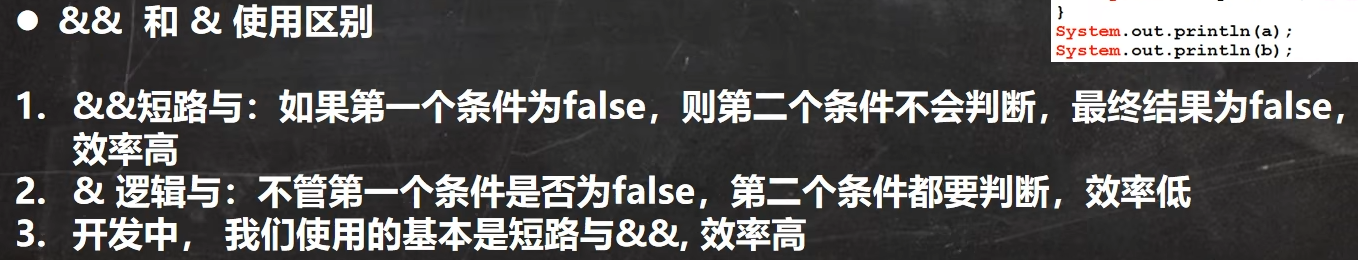 ● && 和 & 使用区别
}
System.out.println(a);
System.out.println(b);
1. &&短路与：如果第一个条件为false，则第二个条件不会判断，最终结果为false，
效率高
2. & 逻辑与：不管第一个条件是否为false，第二个条件都要判断，效率低
3. 开发中， 我们使用的基本是短路与&&, 效率高